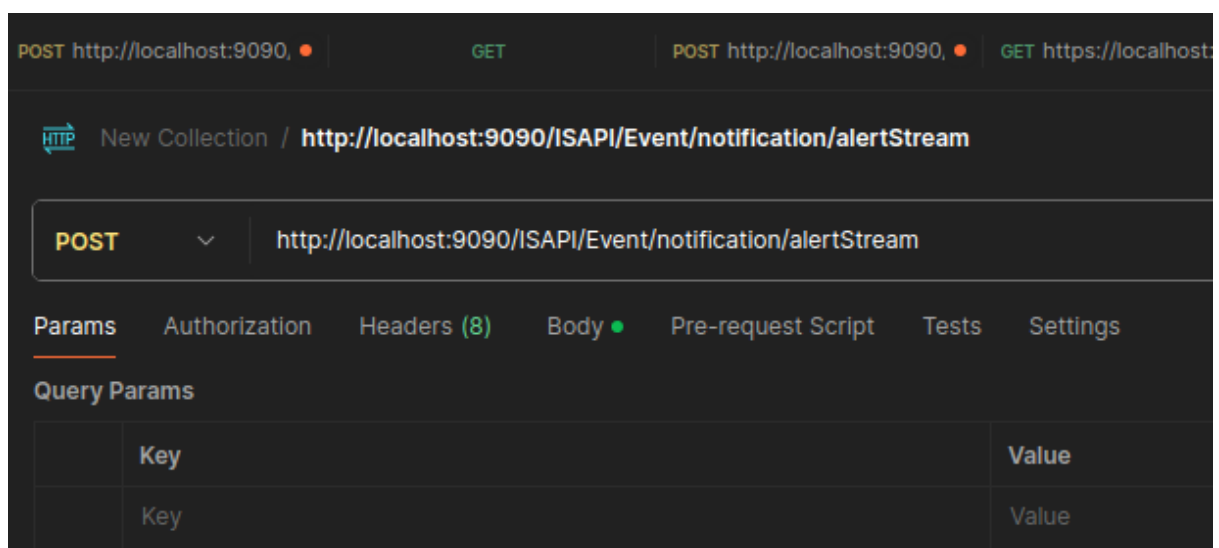 POST http://localhost:9090, GET POST http://localhost:9090, GET https://localhost:
HTTP New Collection / http://localhost:9090/ISAPI/Event/notification/alertStream
POST http://localhost:9090/ISAPI/Event/notification/alertStream
Params Authorization Headers (8) Body Pre-request Script Tests Settings
Query Params
Key Value
Key Value